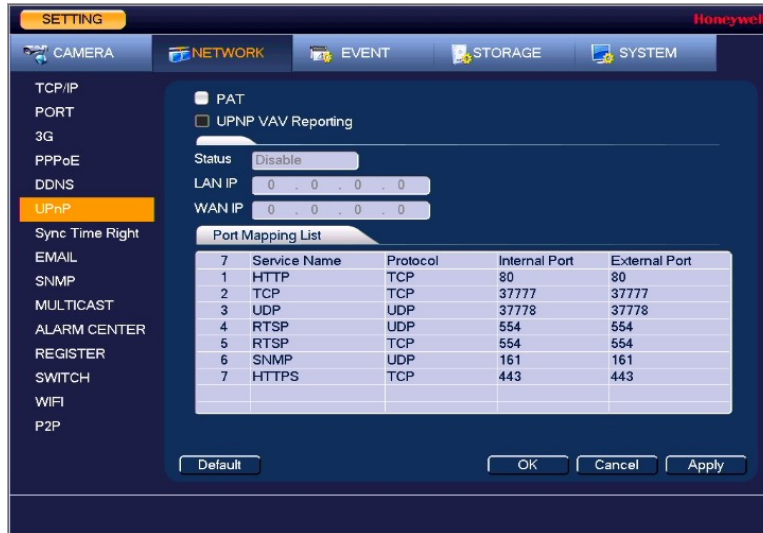 SETTING
Honeywell
CAMERA NETWORK EVENT STORAGE SYSTEM
TCP/IP
PORT
3G
PPPoE
DDNS
UPnP
Sync Time Right
EMAIL
SNMP
MULTICAST
ALARM CENTER
REGISTER
SWITCH
WIFI
P2P
PAT
UPNP VAV Reporting
Status Disable
LAN IP 0 . 0 . 0 . 0
WAN IP 0 . 0 . 0 . 0
Port Mapping List
7 Service Name Protocol Internal Port External Port
1 HTTP TCP 80 80
2 TCP TCP 37777 37777
3 UDP UDP 37778 37778
4 RTSP UDP 554 554
5 RTSP TCP 554 554
6 SNMP UDP 161 161
7 HTTPS TCP 443 443
Default OK Cancel Apply